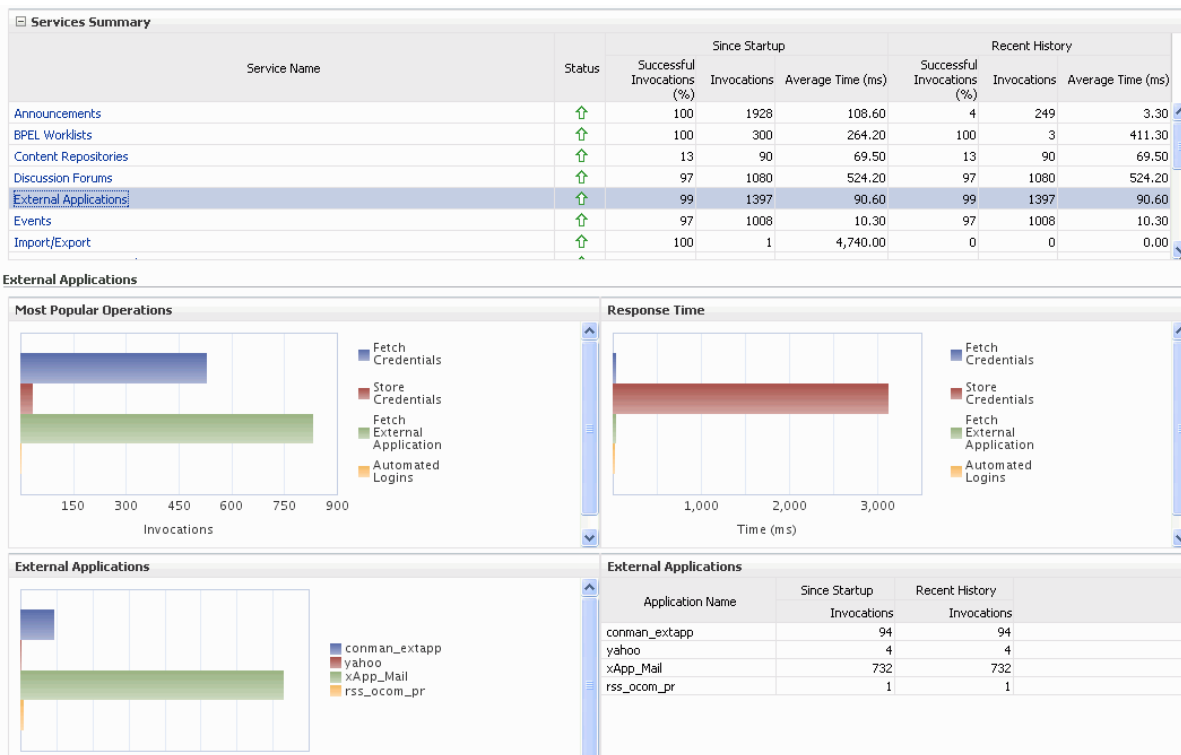 Services Summary
Since Startup Recent History
Service Name Status Successful Invocations (%) Invocations Average Time (ms) Successful Invocations (%) Invocations Average Time (ms)
Announcements 100 1928 108.60 4 249 3.30
BPEL Worklists 100 300 264.20 100 3 411.30
Content Repositories 13 90 69.50 13 90 69.50
Discussion Forums 97 1080 524.20 97 1080 524.20
External Applications 99 1397 90.60 99 1397 90.60
Events 97 1008 10.30 97 1008 10.30
Import/Export 100 1 4,740.00 0 0 0.00
External Applications
Most Popular Operations
Fetch
Credentials
Store
Credentials
Fetch
External
Application
Automated
Logins
150 300 450 600 750 900
Invocations
Response Time
Fetch
Credentials
Store
Credentials
Fetch
External
Application
Automated
Logins
1,000 2,000 3,000
Time (ms)
External Applications
conman_extapp
yahoo
xApp_Mail
rss_ocom_pr
External Applications
Application Name Since Startup Recent History
Invocations Invocations
conman_extapp 94 94
yahoo 4 4
xApp_Mail 732 732
rss_ocom_pr 1 1